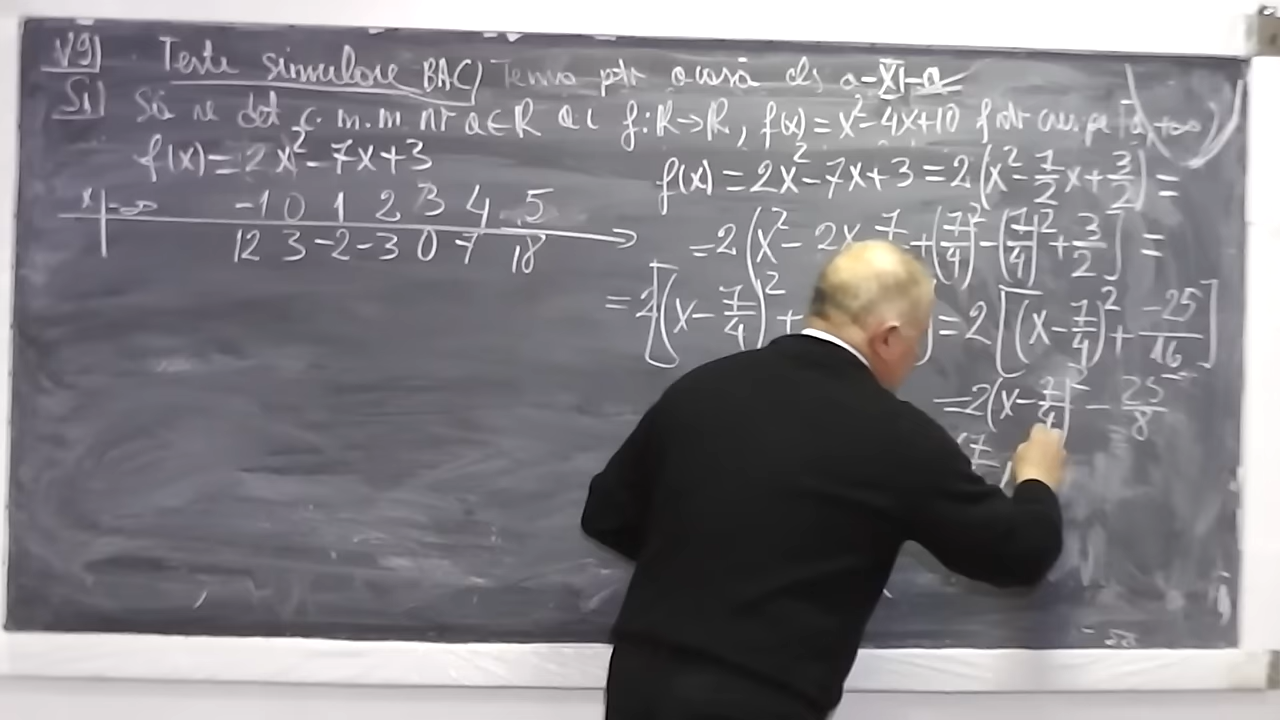 V9) Teste simulare BAC) Tema ptr acasă cls a-XI-a
S1) Să se det c.m.m nr a∈R a.î f:R→R, f(x)=x²-4x+10 f str cresc. pe [a,+∞)
f(x)=2x²-7x+3
x -∞ -1 0 1 2 3 4 5
12 3 -2 -3 0 7 18
f(x)=2x²-7x+3=2(x²-7/2x+3/2)=
=2[x²-2x 7 +(7/4)²-(7/4)²+3/2]=
=2[(x-7/4)²+ ]=2[(x-7/4)²+-25/16]
=2(x-7/4)²-25/8
(7